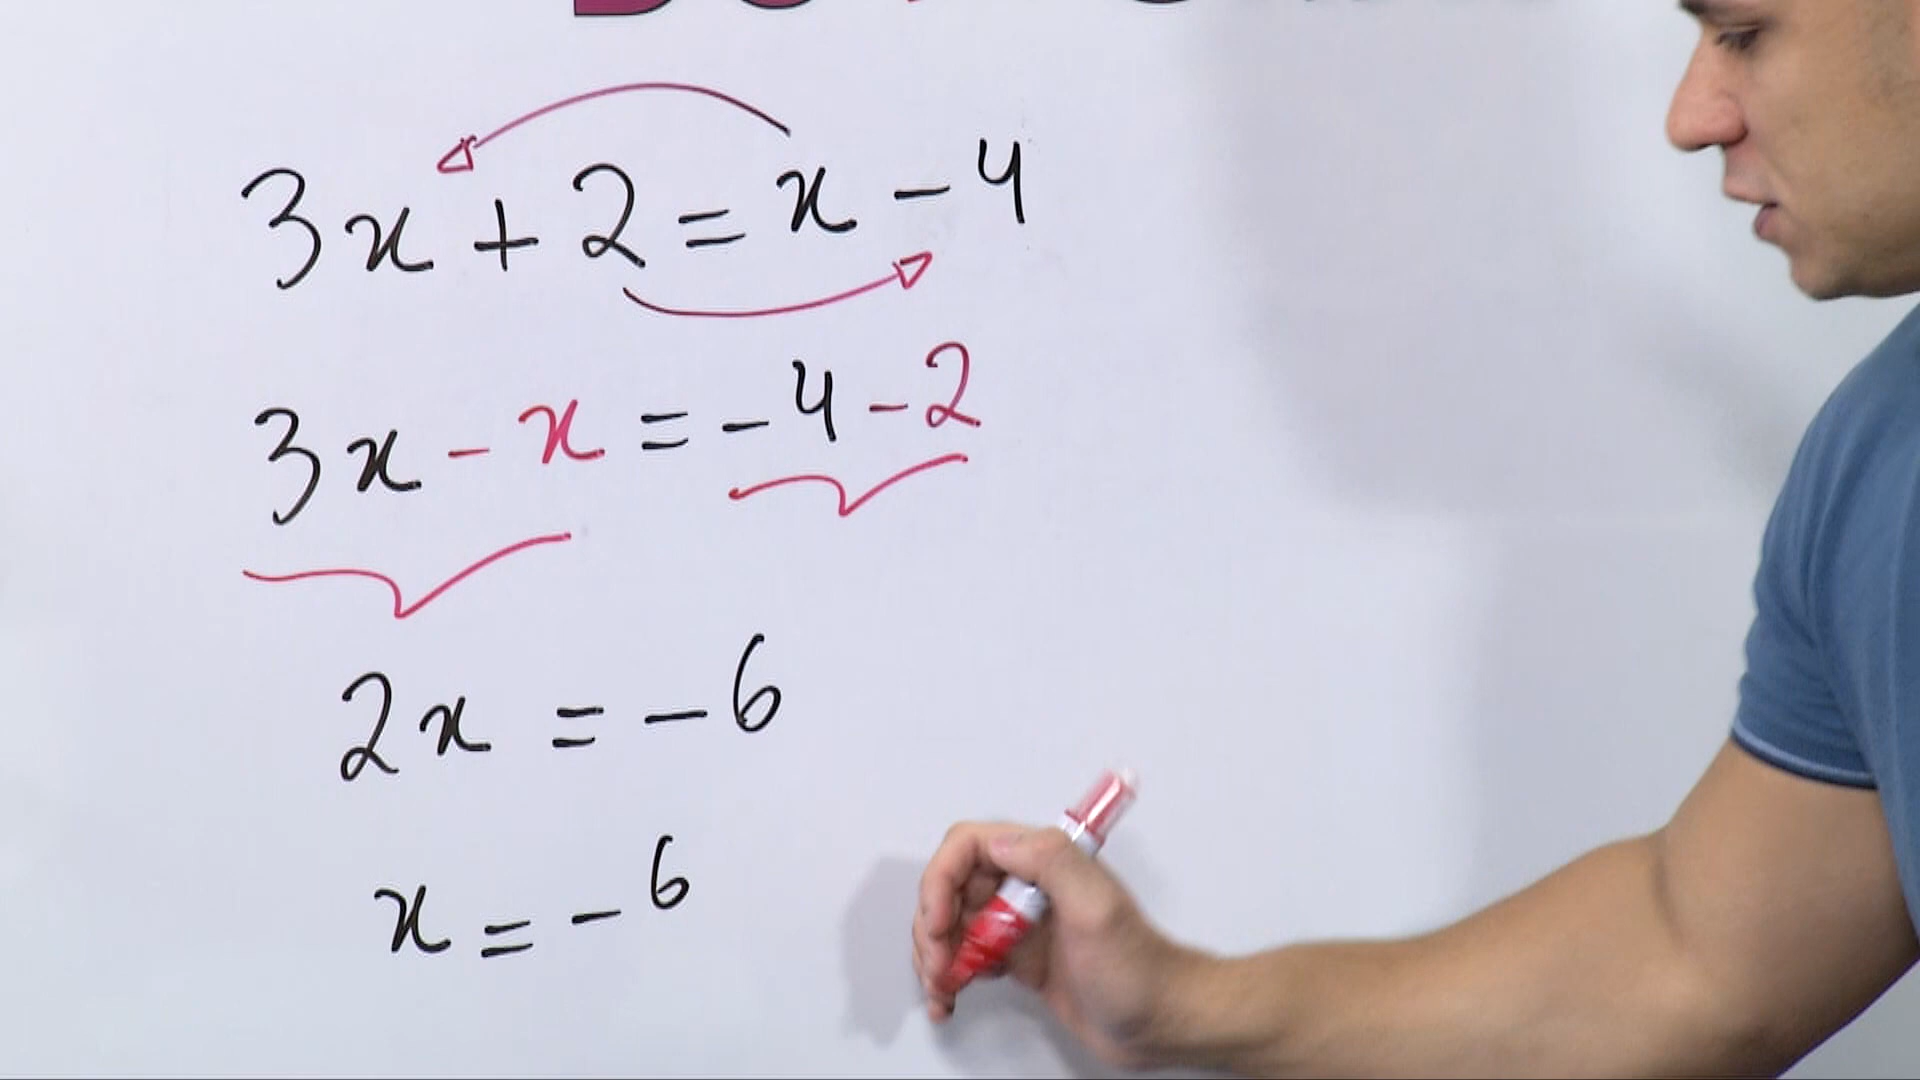 3x + 2 = x - 4
3x - x = - 4 - 2
2x = - 6
x = - 6